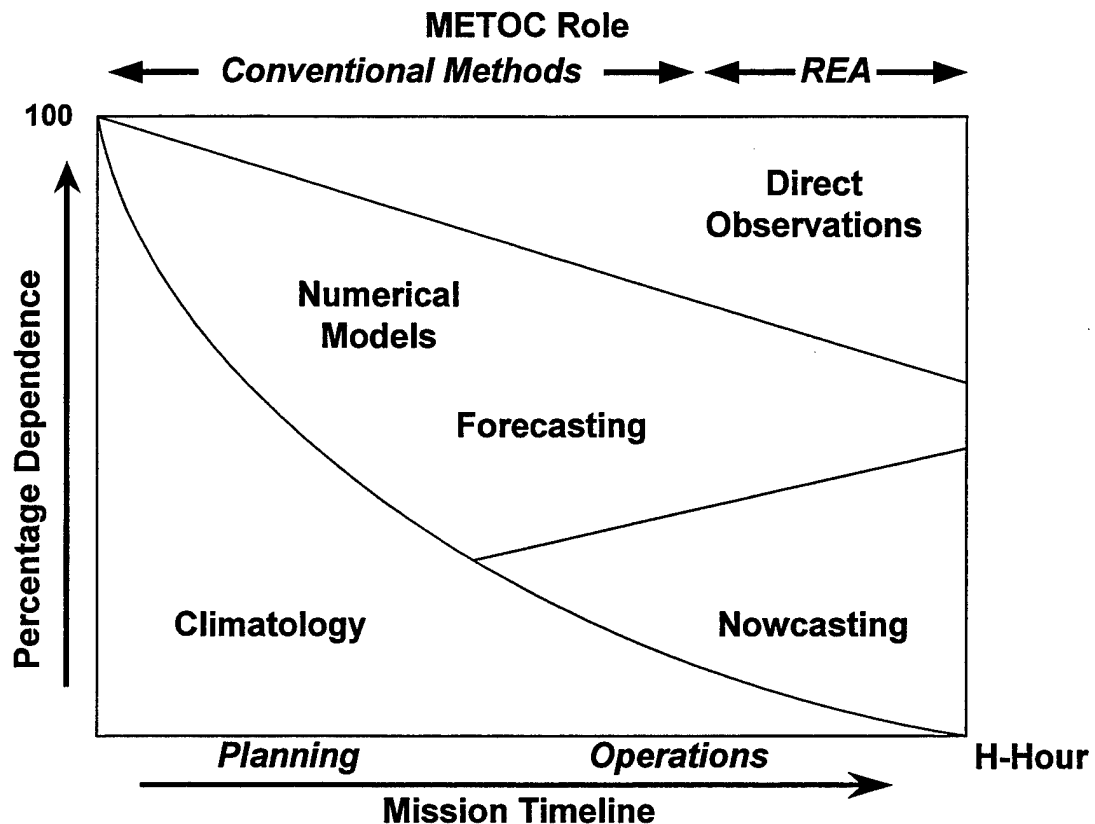 METOC Role
Conventional Methods
REA
100
Direct
Observations
Numerical
Models
Forecasting
Percentage Dependence
Climatology
Nowcasting
Planning
Operations
H-Hour
Mission Timeline